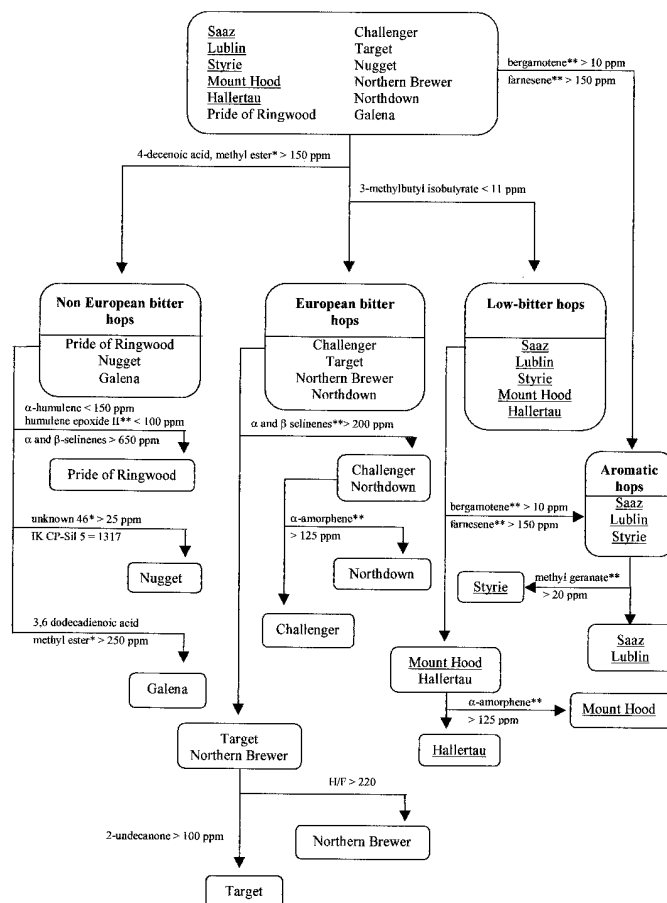 Saaz
Lublin
Styrie
Mount Hood
Hallertau
Pride of Ringwood
Challenger
Target
Nugget
Northern Brewer
Northdown
Galena
bergamotene** > 10 ppm
farnesene** > 150 ppm
4-decenoic acid, methyl ester* > 150 ppm
3-methylbutyl isobutyrate < 11 ppm
Non European bitter
hops
Pride of Ringwood
Nugget
Galena
European bitter
hops
Challenger
Target
Northern Brewer
Northdown
Low-bitter hops
Saaz
Lublin
Styrie
Mount Hood
Hallertau
α-humulene < 150 ppm
humulene epoxide II** < 100 ppm
α and β-selinenes > 650 ppm
Pride of Ringwood
unknown 46* > 25 ppm
IK CP-Sil 5 = 1317
Nugget
3,6 dodecadienoic acid
methyl ester* > 250 ppm
Galena
α and β selinenes**> 200 ppm
Challenger
Northdown
α-amorphene**
> 125 ppm
Northdown
Challenger
Target
Northern Brewer
H/F > 220
Northern Brewer
2-undecanone > 100 ppm
Target
bergamotene** > 10 ppm
farnesene** > 150 ppm
Aromatic
hops
Saaz
Lublin
Styrie
methyl geranate**
> 20 ppm
Styrie
Saaz
Lublin
Mount Hood
Hallertau
α-amorphene**
> 125 ppm
Mount Hood
Hallertau